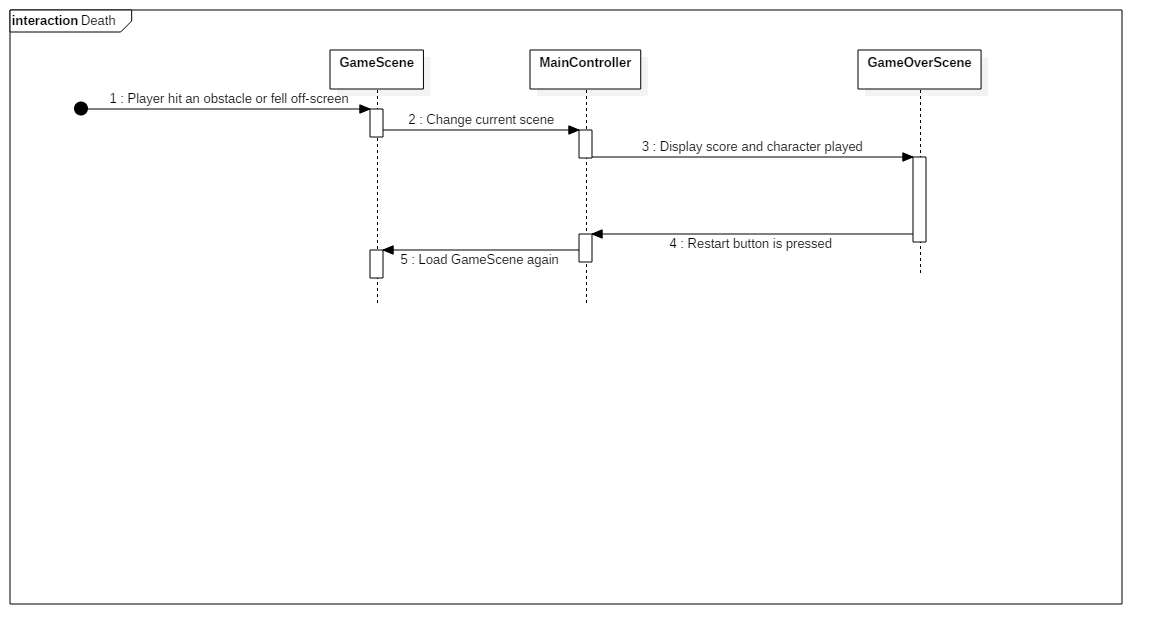 interaction Death
GameScene
MainController
GameOverScene
1 : Player hit an obstacle or fell off-screen
2 : Change current scene
3 : Display score and character played
4 : Restart button is pressed
5 : Load GameScene again